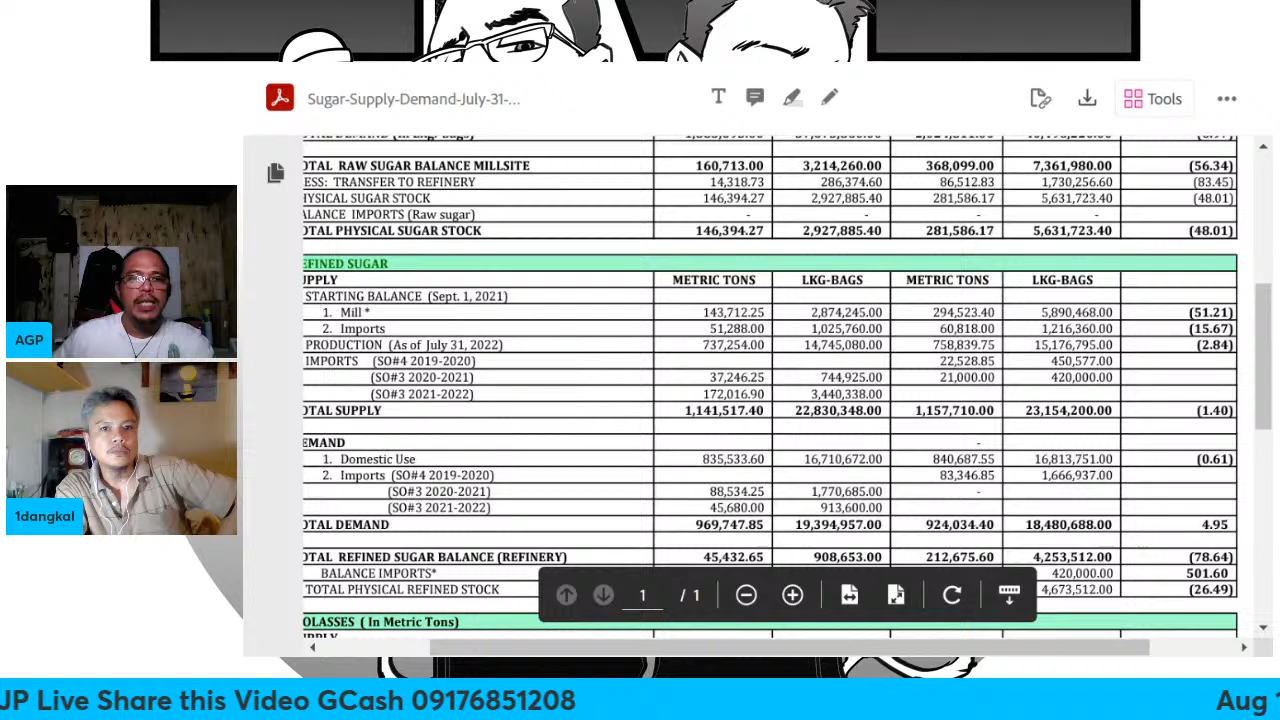 Sugar-Supply-Demand-July-31-...
Tools
OTAL RAW SUGAR BALANCE MILLSITE 160,713.00 3,214,260.00 368,099.00 7,361,980.00 (56.34)
ESS: TRANSFER TO REFINERY 14,318.73 286,374.60 86,512.83 1,730,256.60 (83.45)
HYSICAL SUGAR STOCK 146,394.27 2,927,885.40 281,586.17 5,631,723.40 (48.01)
ALANCE IMPORTS (Raw sugar) - - - -
OTAL PHYSICAL SUGAR STOCK 146,394.27 2,927,885.40 281,586.17 5,631,723.40 (48.01)
EFINED SUGAR
UPPLY METRIC TONS LKG-BAGS METRIC TONS LKG-BAGS
STARTING BALANCE (Sept. 1, 2021)
1. Mill * 143,712.25 2,874,245.00 294,523.40 5,890,468.00 (51.21)
2. Imports 51,288.00 1,025,760.00 60,818.00 1,216,360.00 (15.67)
PRODUCTION (As of July 31, 2022) 737,254.00 14,745,080.00 758,839.75 15,176,795.00 (2.84)
IMPORTS (SO#4 2019-2020) 22,528.85 450,577.00
(SO#3 2020-2021) 37,246.25 744,925.00 21,000.00 420,000.00
(SO#3 2021-2022) 172,016.90 3,440,338.00
OTAL SUPPLY 1,141,517.40 22,830,348.00 1,157,710.00 23,154,200.00 (1.40)
EMAND -
1. Domestic Use 835,533.60 16,710,672.00 840,687.55 16,813,751.00 (0.61)
2. Imports (SO#4 2019-2020) 83,346.85 1,666,937.00
(SO#3 2020-2021) 88,534.25 1,770,685.00 -
(SO#3 2021-2022) 45,680.00 913,600.00
OTAL DEMAND 969,747.85 19,394,957.00 924,034.40 18,480,688.00 4.95
OTAL REFINED SUGAR BALANCE (REFINERY) 45,432.65 908,653.00 212,675.60 4,253,512.00 (78.64)
BALANCE IMPORTS* 420,000.00 501.60
TOTAL PHYSICAL REFINED STOCK 4,673,512.00 (26.49)
1 / 1
OLASSES ( In Metric Tons)
AGP
1dangkal
JP Live Share this Video GCash 09176851208
Aug 1